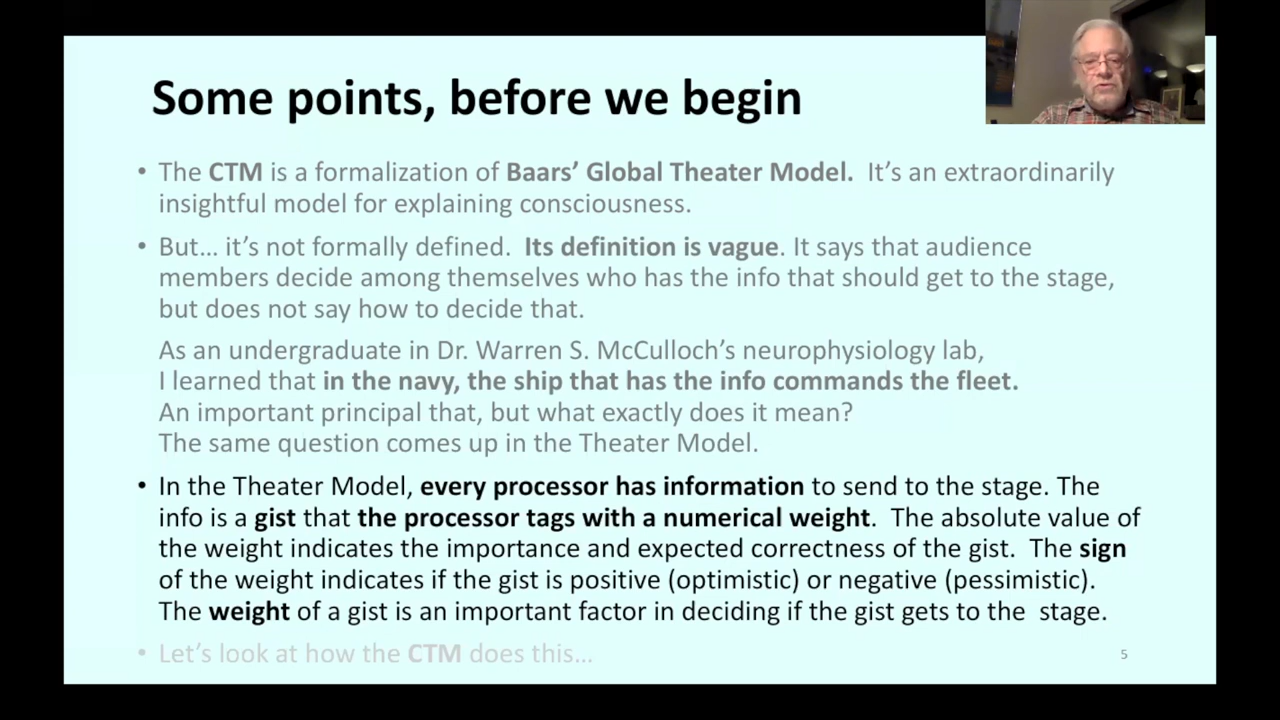 Some points, before we begin
• The CTM is a formalization of Baars’ Global Theater Model. It’s an extraordinarily
insightful model for explaining consciousness.
• But… it’s not formally defined. Its definition is vague. It says that audience
members decide among themselves who has the info that should get to the stage,
but does not say how to decide that.
As an undergraduate in Dr. Warren S. McCulloch’s neurophysiology lab,
I learned that in the navy, the ship that has the info commands the fleet.
An important principal that, but what exactly does it mean?
The same question comes up in the Theater Model.
• In the Theater Model, every processor has information to send to the stage. The
info is a gist that the processor tags with a numerical weight. The absolute value of
the weight indicates the importance and expected correctness of the gist. The sign
of the weight indicates if the gist is positive (optimistic) or negative (pessimistic).
The weight of a gist is an important factor in deciding if the gist gets to the stage.
• Let’s look at how the CTM does this…
5